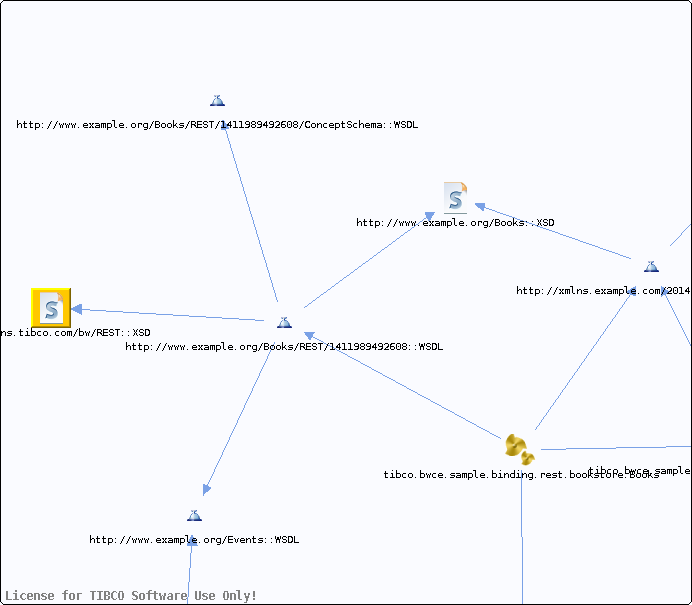 http://www.example.org/Books/REST/1411989492608/ConceptSchema::WSDL
http://www.example.org/Books::XSD
http://xmlns.example.com/2014
ns.tibco.com/bw/REST::XSD
http://www.example.org/Books/REST/1411989492608::WSDL
tibco.bwce.sample.binding.rest.bookstore.Books
tibco.bwce.sample
http://www.example.org/Events::WSDL
License for TIBCO Software Use Only!